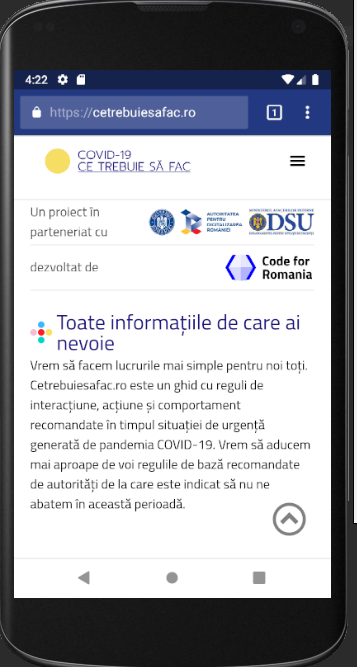 4:22
https://cetrebuiesafac.ro
1
COVID-19
CE TREBUIE SĂ FAC
Un proiect în
parteneriat cu
AUTORITATEA
PENTRU
DIGITALIZAREA
ROMÂNIEI
DSU
dezvoltat de
Code for
Romania
Toate informațiile de care ai
nevoie
Vrem să facem lucrurile mai simple pentru noi toți.
Cetrebuiesafac.ro este un ghid cu reguli de
interacțiune, acțiune și comportament
recomandate în timpul situației de urgență
generată de pandemia COVID-19. Vrem să aducem
mai aproape de voi regulile de bază recomandate
de autorități de la care este indicat să nu ne
abatem în această perioadă.